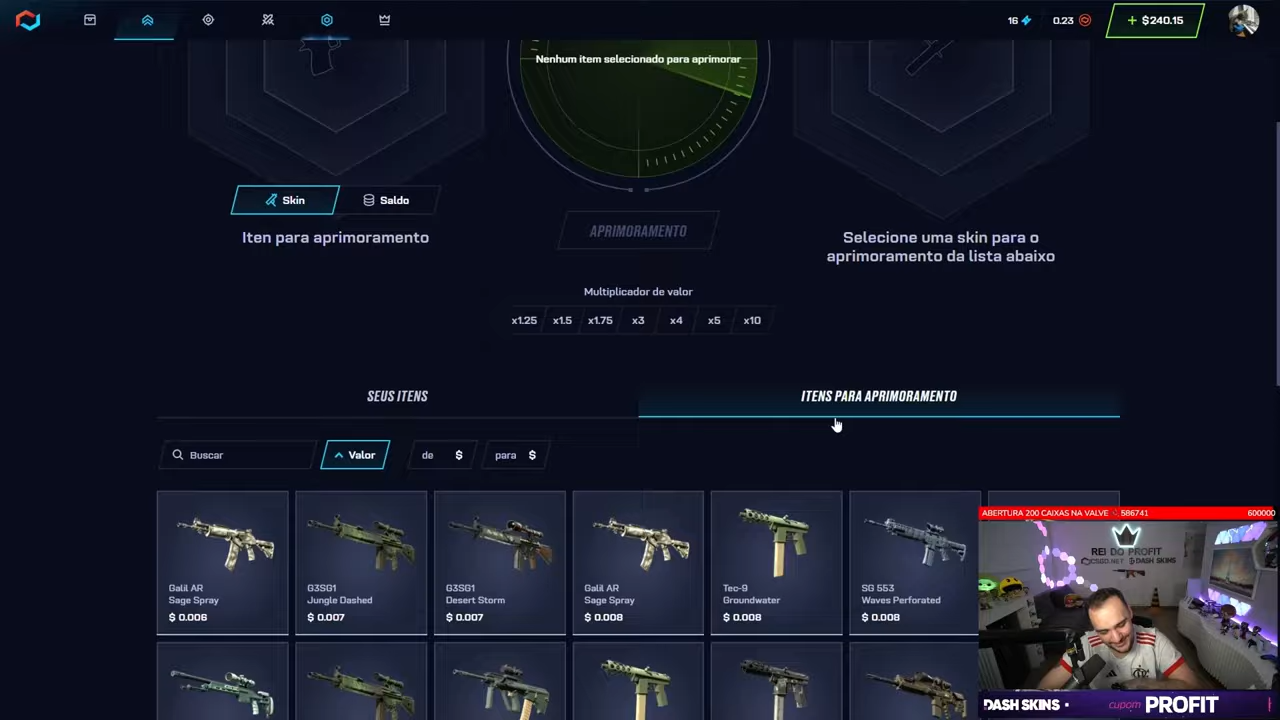 16
0.23
+ $240.15
Nenhum item selecionado para aprimorar
Skin
Saldo
Iten para aprimoramento
APRIMORAMENTO
Selecione uma skin para o
aprimoramento da lista abaixo
Multiplicador de valor
x1.25 x1.5 x1.75 x3 x4 x5 x10
SEUS ITENS
ITENS PARA APRIMORAMENTO
Buscar
Valor
de $
para $
Galil AR
Sage Spray
$ 0.006
G3SG1
Jungle Dashed
$ 0.007
G3SG1
Desert Storm
$ 0.007
Galil AR
Sage Spray
$ 0.008
Tec-9
Groundwater
$ 0.008
SG 553
Waves Perforated
$ 0.008
ABERTURA 200 CAIXAS NA VALVE 586741 600000
REI DO PROFIT
CSGO.NET DASH SKINS
DASH SKINS • cupom PROFIT